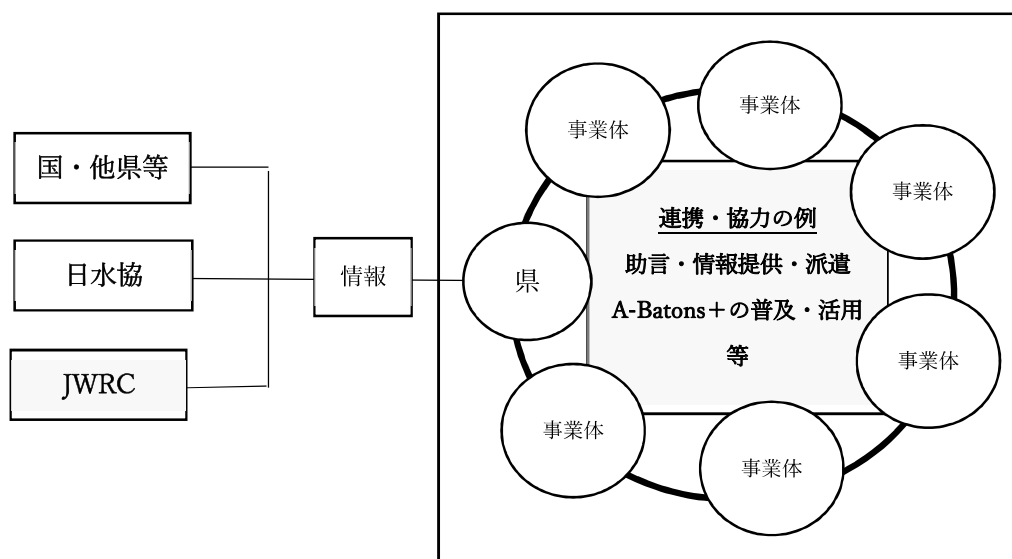 国・他県等
日水協
JWRC
情報
県
事業体
事業体
事業体
事業体
事業体
事業体
連携・協力の例
助言・情報提供・派遣
A-Batons＋の普及・活用
等